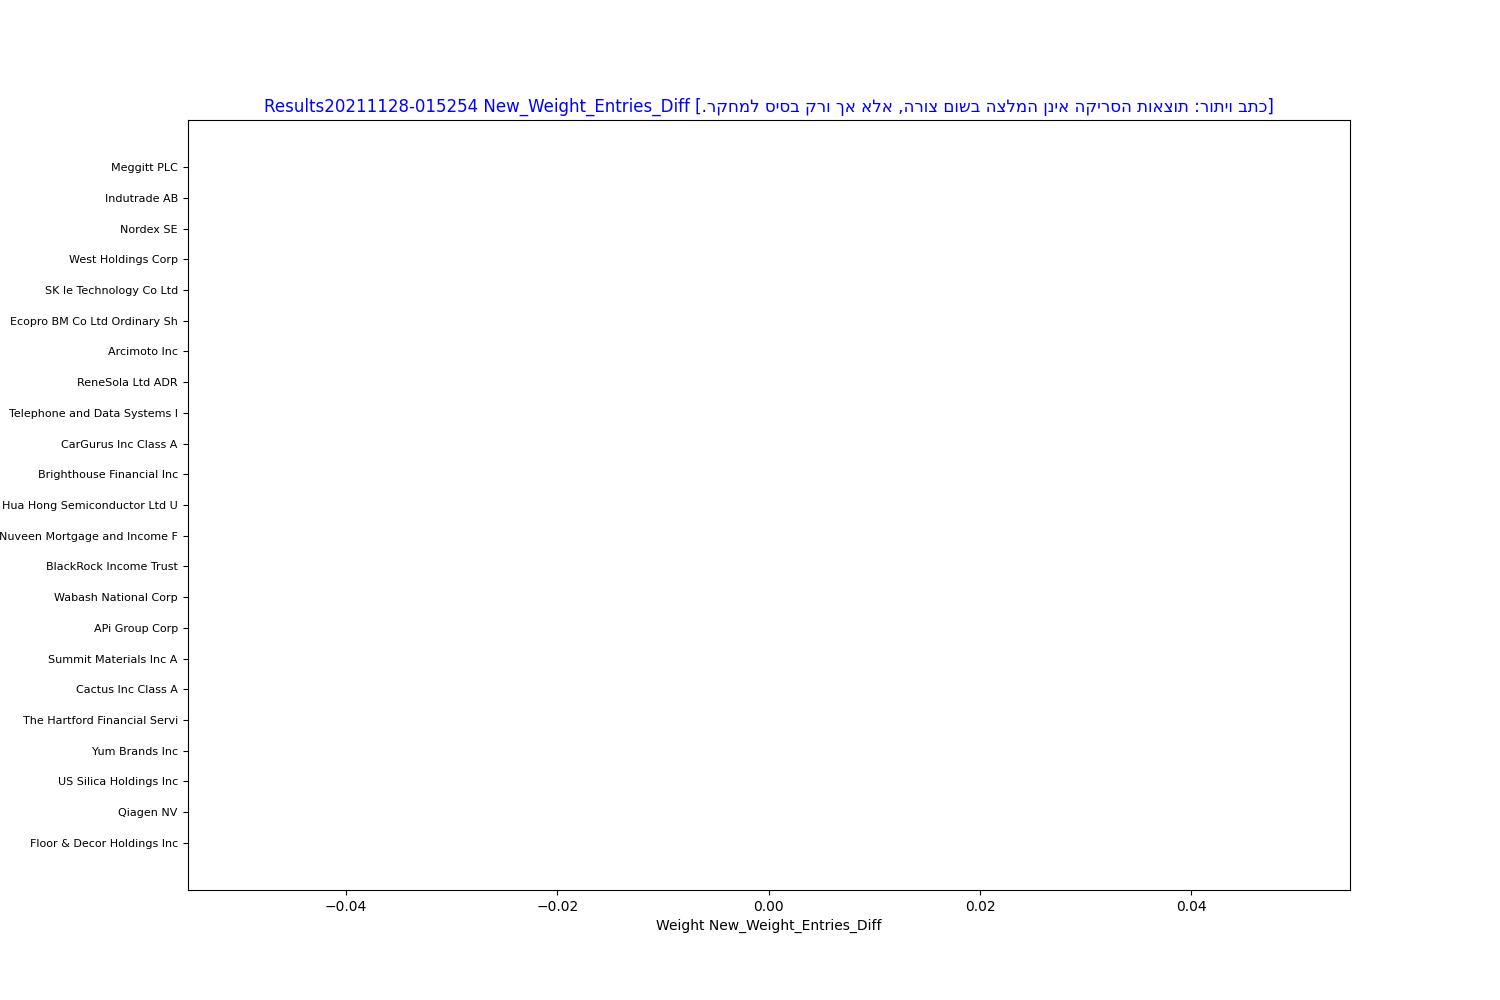 Results20211128-015254 New_Weight_Entries_Diff [כתב ויתור: תוצאות הסריקה אינן המלצה בשום צורה, אלא אך ורק בסיס למחקר.]
Meggitt PLC
Indutrade AB
Nordex SE
West Holdings Corp
SK Ie Technology Co Ltd
Ecopro BM Co Ltd Ordinary Sh
Arcimoto Inc
ReneSola Ltd ADR
Telephone and Data Systems I
CarGurus Inc Class A
Brighthouse Financial Inc
Hua Hong Semiconductor Ltd U
Nuveen Mortgage and Income F
BlackRock Income Trust
Wabash National Corp
APi Group Corp
Summit Materials Inc A
Cactus Inc Class A
The Hartford Financial Servi
Yum Brands Inc
US Silica Holdings Inc
Qiagen NV
Floor & Decor Holdings Inc
−0.04 −0.02 0.00 0.02 0.04
Weight New_Weight_Entries_Diff